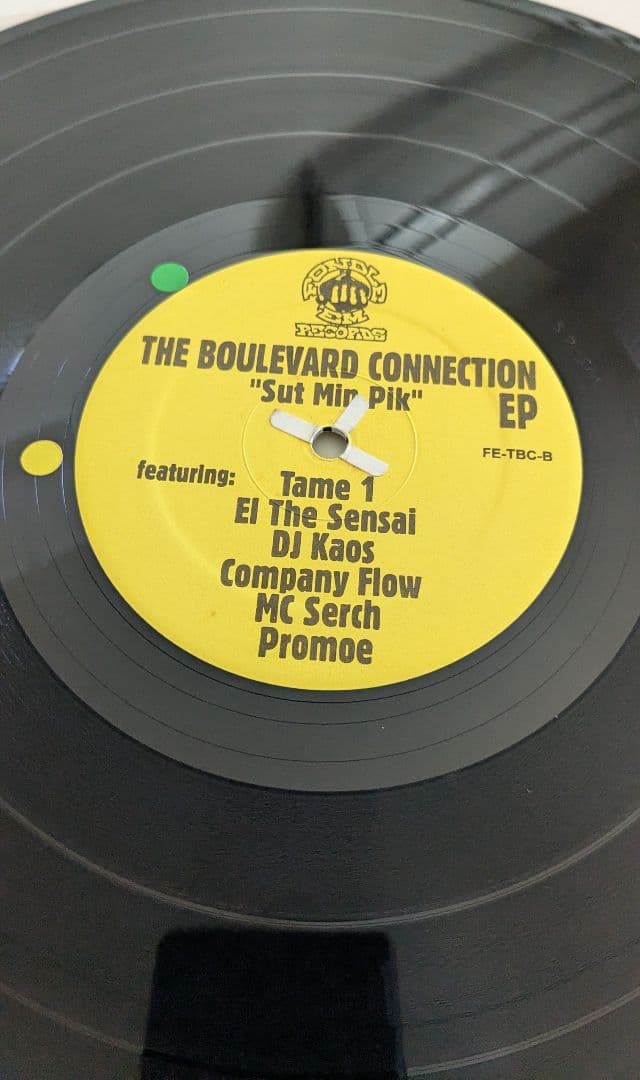 FONDLE
EM
RECORDS
THE BOULEVARD CONNECTION
"Sut Min Pik" EP
FE-TBC-B
featuring: Tame 1
El The Sensai
DJ Kaos
Company Flow
MC Serch
Promoe